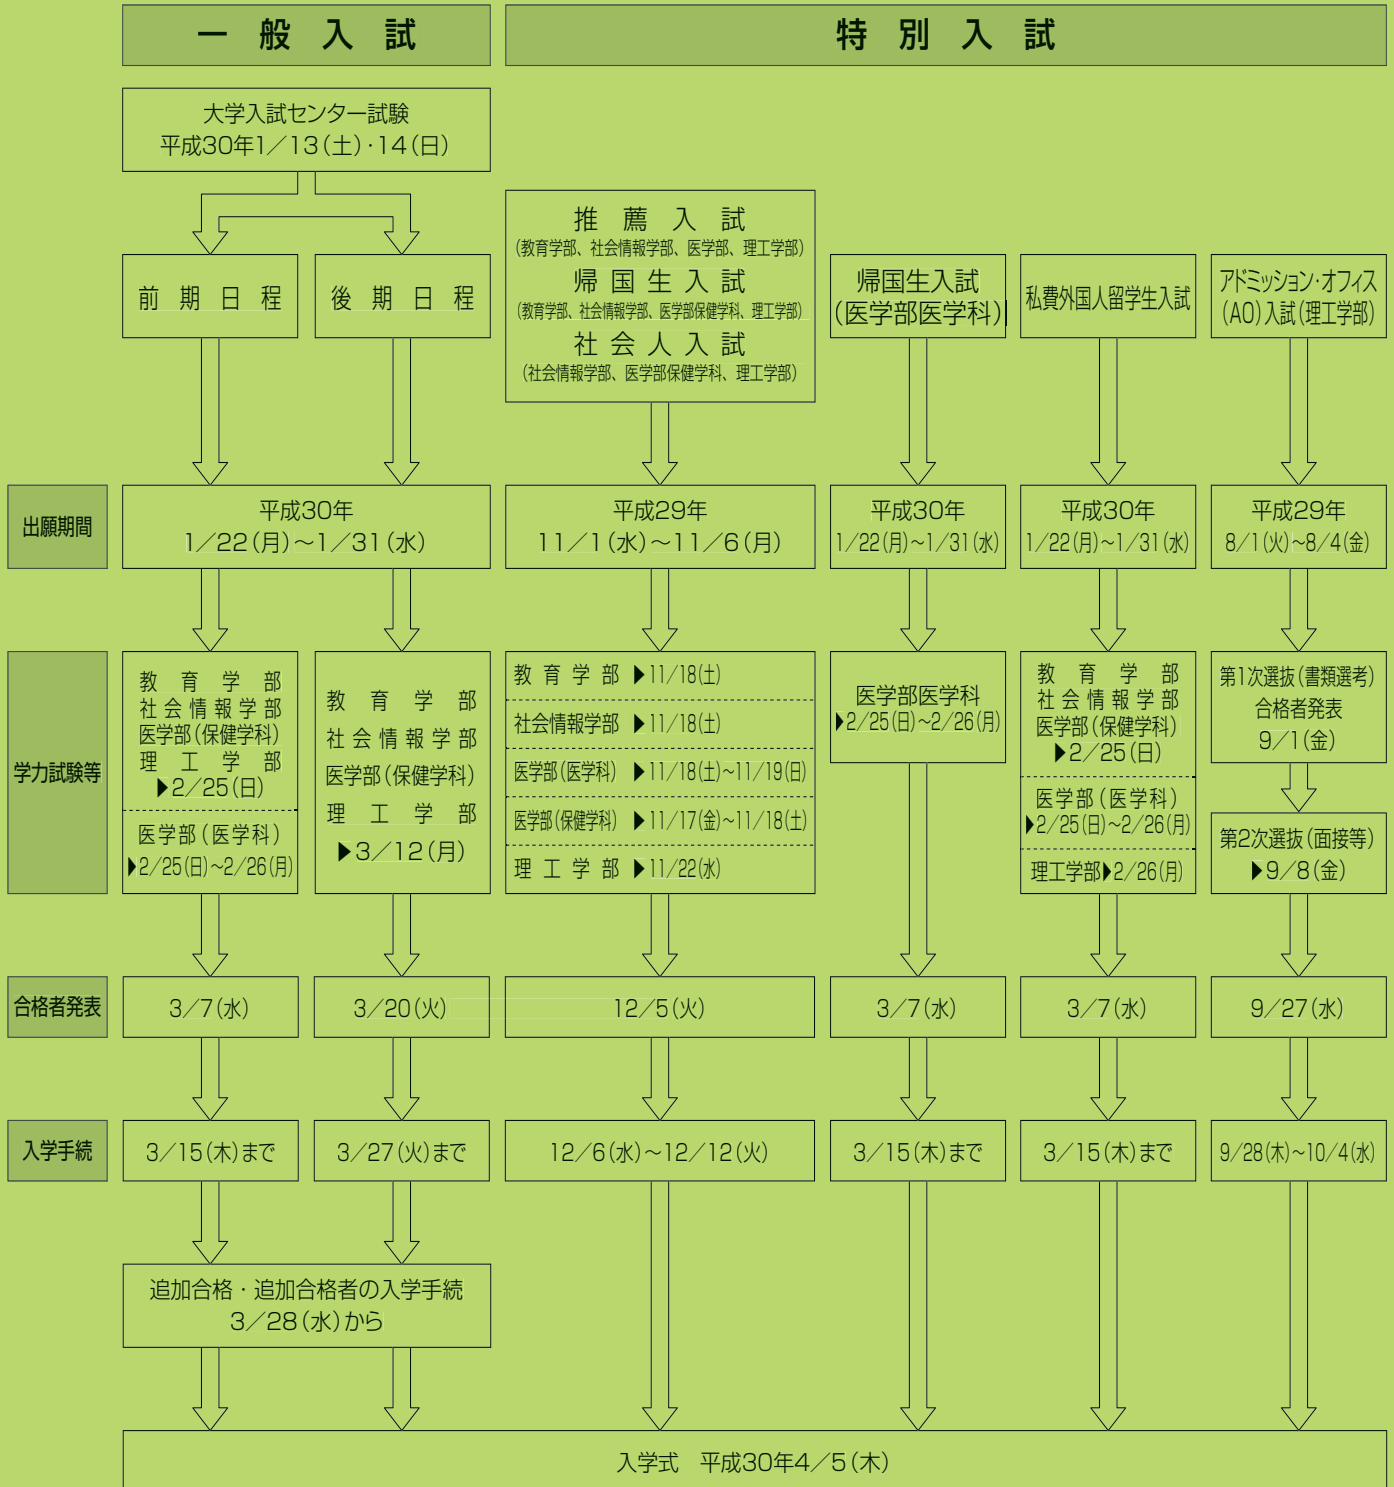 一般入試
特別入試
大学入試センター試験
平成30年1／13(土)・14(日)
前期日程
後期日程
推薦入試
(教育学部、社会情報学部、医学部、理工学部)
帰国生入試
(教育学部、社会情報学部、医学部保健学科、理工学部)
社会人入試
(社会情報学部、医学部保健学科、理工学部)
帰国生入試
(医学部医学科)
私費外国人留学生入試
アドミッション・オフィス
(AO)入試(理工学部)
出願期間
平成30年
1／22(月)～1／31(水)
平成29年
11／1(水)～11／6(月)
平成30年
1／22(月)～1／31(水)
平成30年
1／22(月)～1／31(水)
平成29年
8／1(火)～8／4(金)
学力試験等
教育学部
社会情報学部
医学部(保健学科)
理工学部
▶2／25(日)
医学部(医学科)
▶2／25(日)～2／26(月)
教育学部
社会情報学部
医学部(保健学科)
理工学部
▶3／12(月)
教育学部 ▶11／18(土)
社会情報学部 ▶11／18(土)
医学部(医学科) ▶11／18(土)～11／19(日)
医学部(保健学科) ▶11／17(金)～11／18(土)
理工学部 ▶11／22(水)
医学部医学科
▶2／25(日)～2／26(月)
教育学部
社会情報学部
医学部(保健学科)
▶2／25(日)
医学部(医学科)
▶2／25(日)～2／26(月)
理工学部▶2／26(月)
第1次選抜(書類選考)
合格者発表
9／1(金)
第2次選抜(面接等)
▶9／8(金)
合格者発表
3／7(水)
3／20(火)
12／5(火)
3／7(水)
3／7(水)
9／27(水)
入学手続
3／15(木)まで
3／27(火)まで
12／6(水)～12／12(火)
3／15(木)まで
3／15(木)まで
9／28(木)～10／4(水)
追加合格・追加合格者の入学手続
3／28(水)から
入学式　平成30年4／5(木)